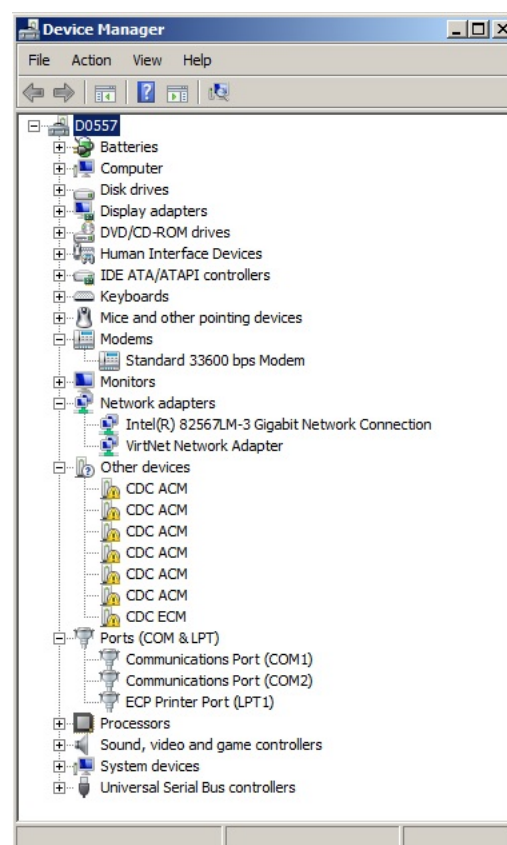 Device Manager
File Action View Help
D0557
Batteries
Computer
Disk drives
Display adapters
DVD/CD-ROM drives
Human Interface Devices
IDE ATA/ATAPI controllers
Keyboards
Mice and other pointing devices
Modems
Standard 33600 bps Modem
Monitors
Network adapters
Intel(R) 82567LM-3 Gigabit Network Connection
VirtNet Network Adapter
Other devices
CDC ACM
CDC ACM
CDC ACM
CDC ACM
CDC ACM
CDC ACM
CDC ECM
Ports (COM & LPT)
Communications Port (COM1)
Communications Port (COM2)
ECP Printer Port (LPT1)
Processors
Sound, video and game controllers
System devices
Universal Serial Bus controllers